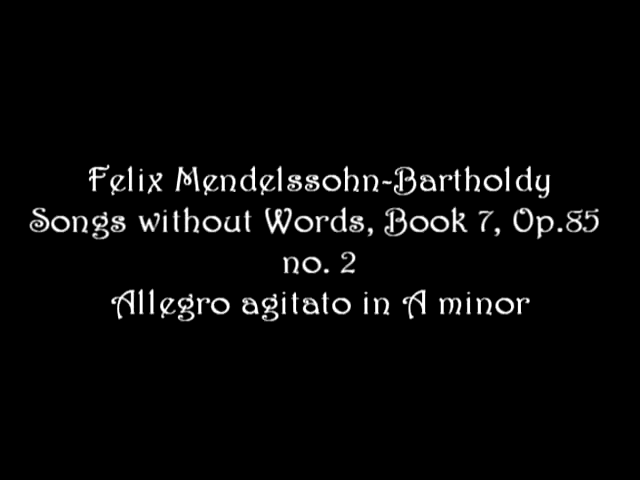 Felix Mendelssohn-Bartholdy
Songs without Words, Book 7, Op.85
no. 2
Allegro agitato in A minor